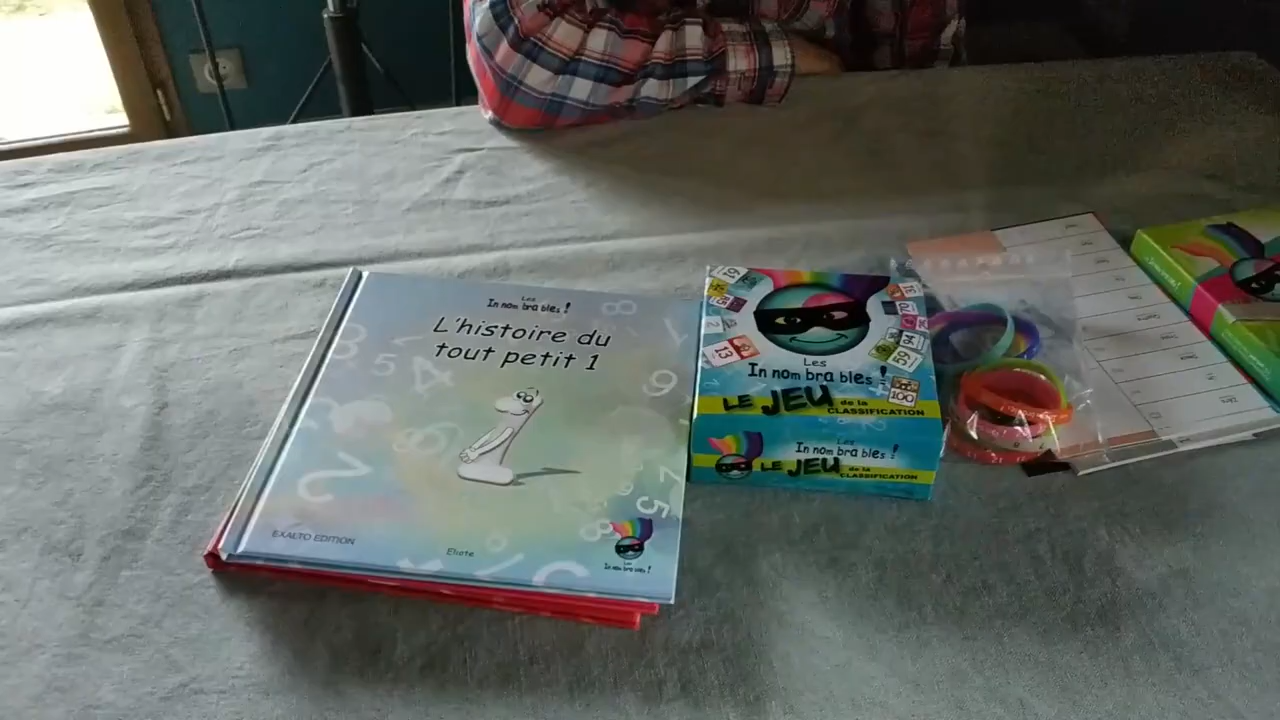 Les
In nom bra bles !
L'histoire du
tout petit 1
EXALTO EDITION
Eliote
Les
In nom bra bles !
Les
In nom bra bles !
LE JEU de la
CLASSIFICATION
100
13
59
Les
In nom bra bles !
LE JEU de la
CLASSIFICATION